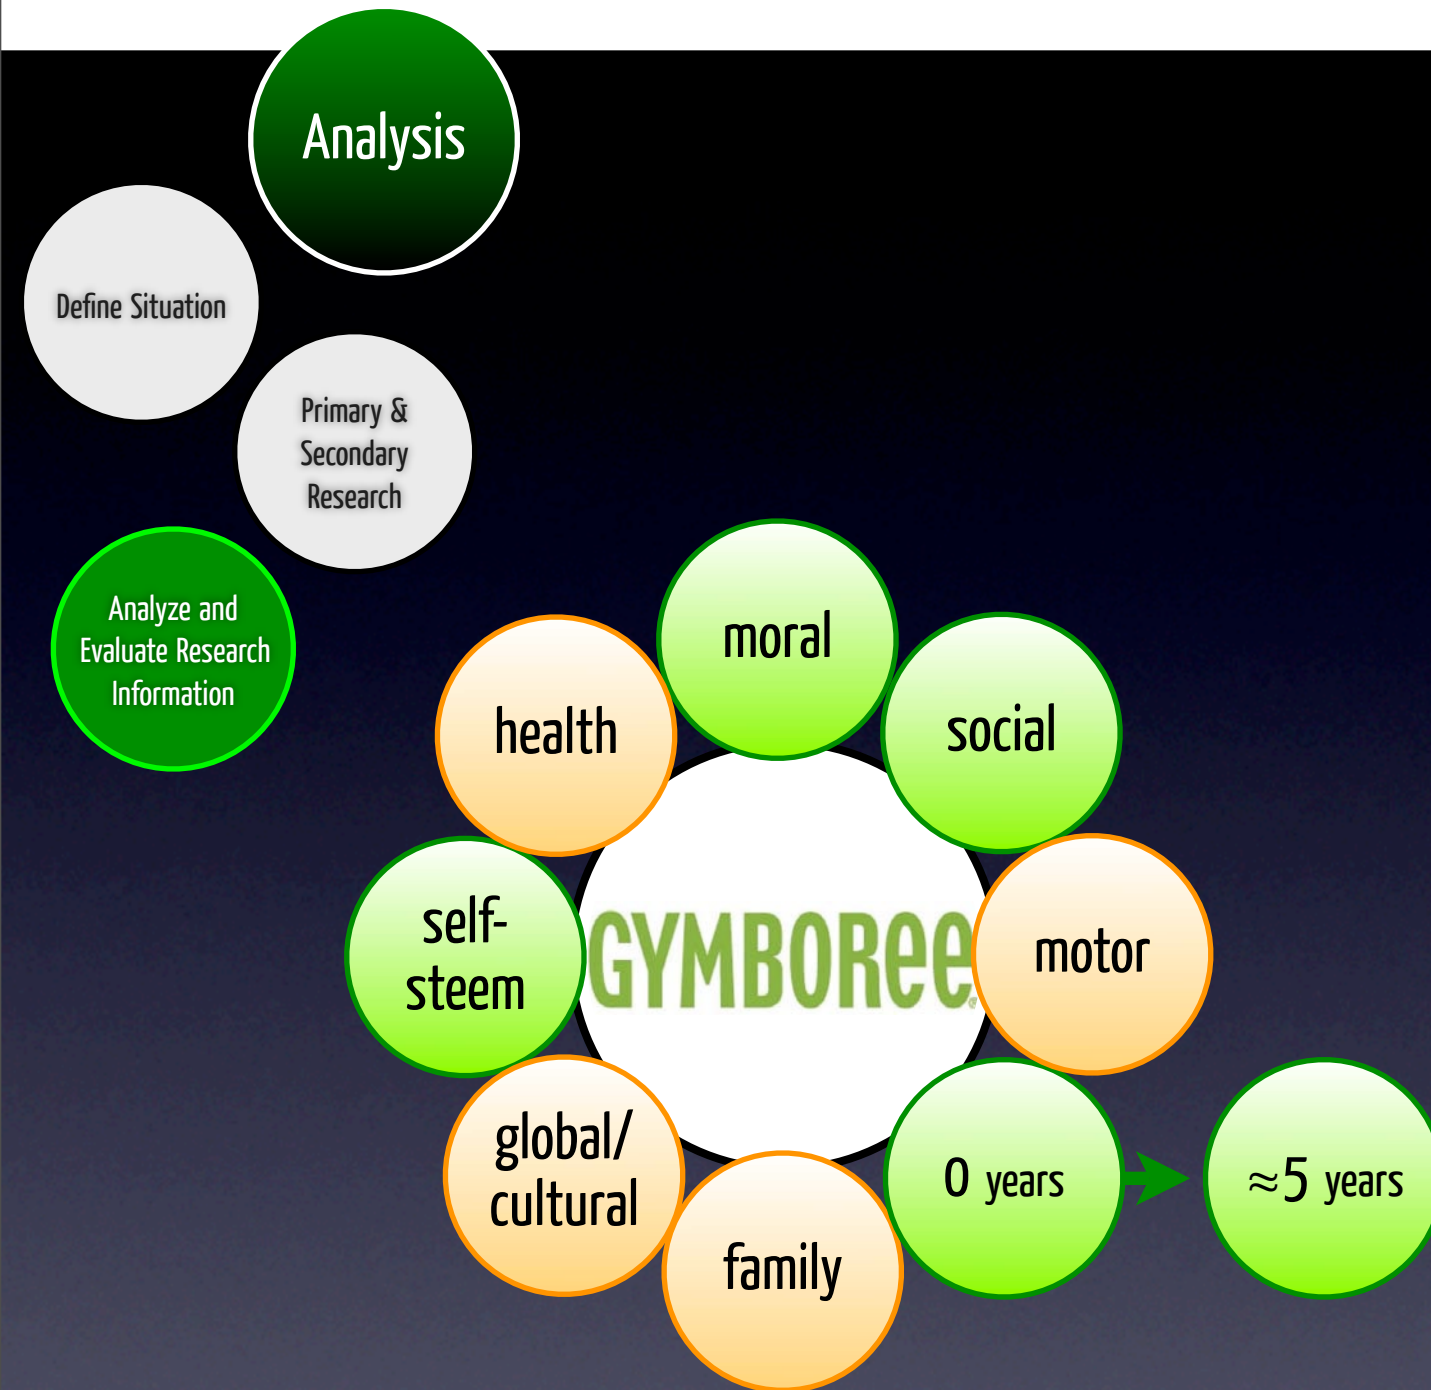 Analysis
Define Situation
Primary &
Secondary
Research
Analyze and
Evaluate Research
Information
moral
health
social
self-
steem
GYMBOREE
motor
global/
cultural
0 years
≈5 years
family